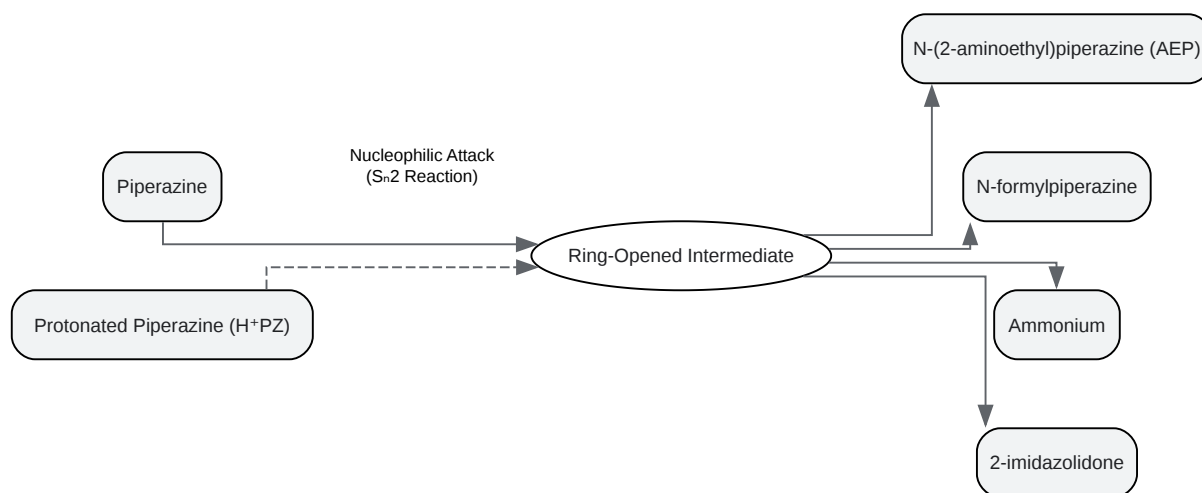 N-(2-aminoethyl)piperazine (AEP)
Nucleophilic Attack
(Sₙ2 Reaction)
Piperazine
N-formylpiperazine
Ring-Opened Intermediate
Protonated Piperazine (H⁺PZ)
Ammonium
2-imidazolidone